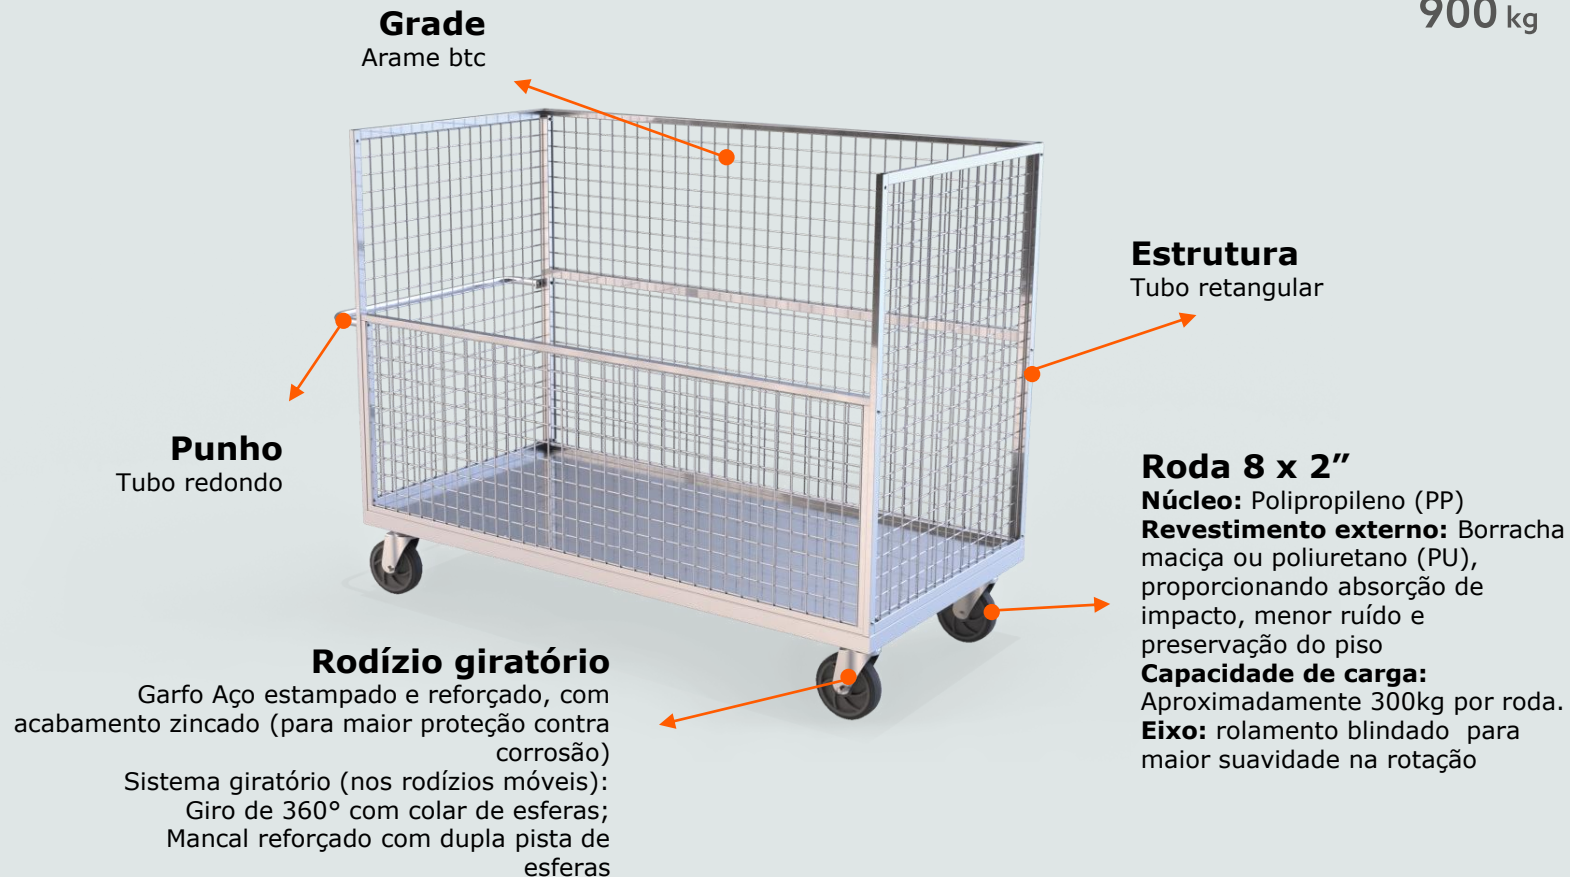 900 kg
Grade
Arame btc
Estrutura
Tubo retangular
Punho
Tubo redondo
Roda 8 x 2”
Núcleo: Polipropileno (PP)
Revestimento externo: Borracha
maciça ou poliuretano (PU),
proporcionando absorção de
impacto, menor ruído e
preservação do piso
Capacidade de carga:
Aproximadamente 300kg por roda.
Eixo: rolamento blindado para
maior suavidade na rotação
Rodízio giratório
Garfo Aço estampado e reforçado, com
acabamento zincado (para maior proteção contra
corrosão)
Sistema giratório (nos rodízios móveis):
Giro de 360° com colar de esferas;
Mancal reforçado com dupla pista de
esferas